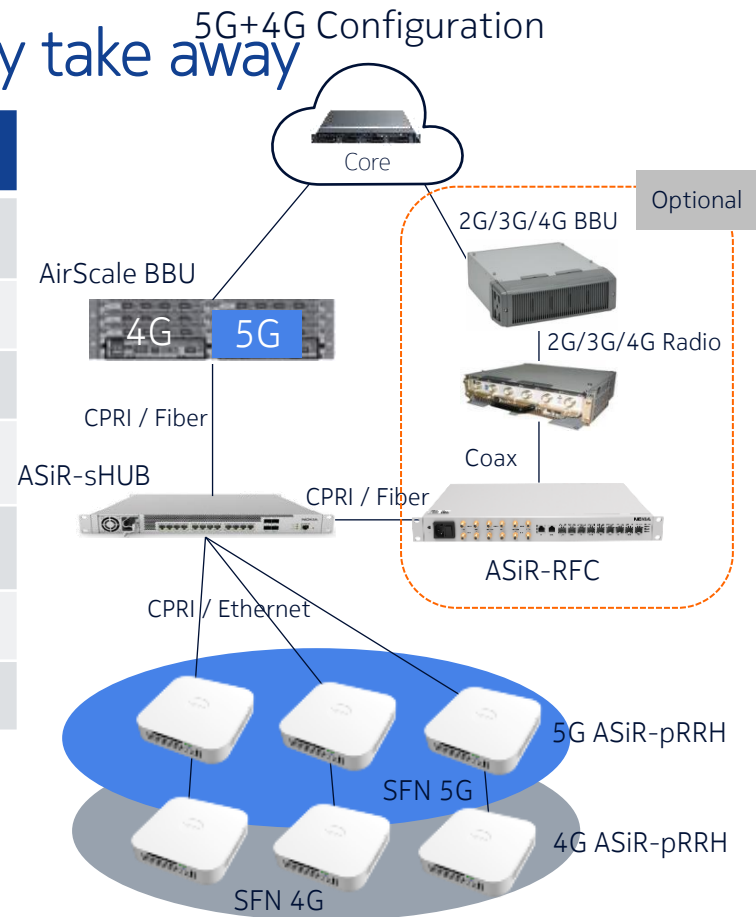 5G+4G Configuration
y take away
Core
Optional
2G/3G/4G BBU
AirScale BBU
4G
5G
2G/3G/4G Radio
CPRI / Fiber
Coax
ASiR-sHUB
CPRI / Fiber
NOKIA
NOKIA
ASiR-RFC
CPRI / Ethernet
5G ASiR-pRRH
SFN 5G
4G ASiR-pRRH
SFN 4G